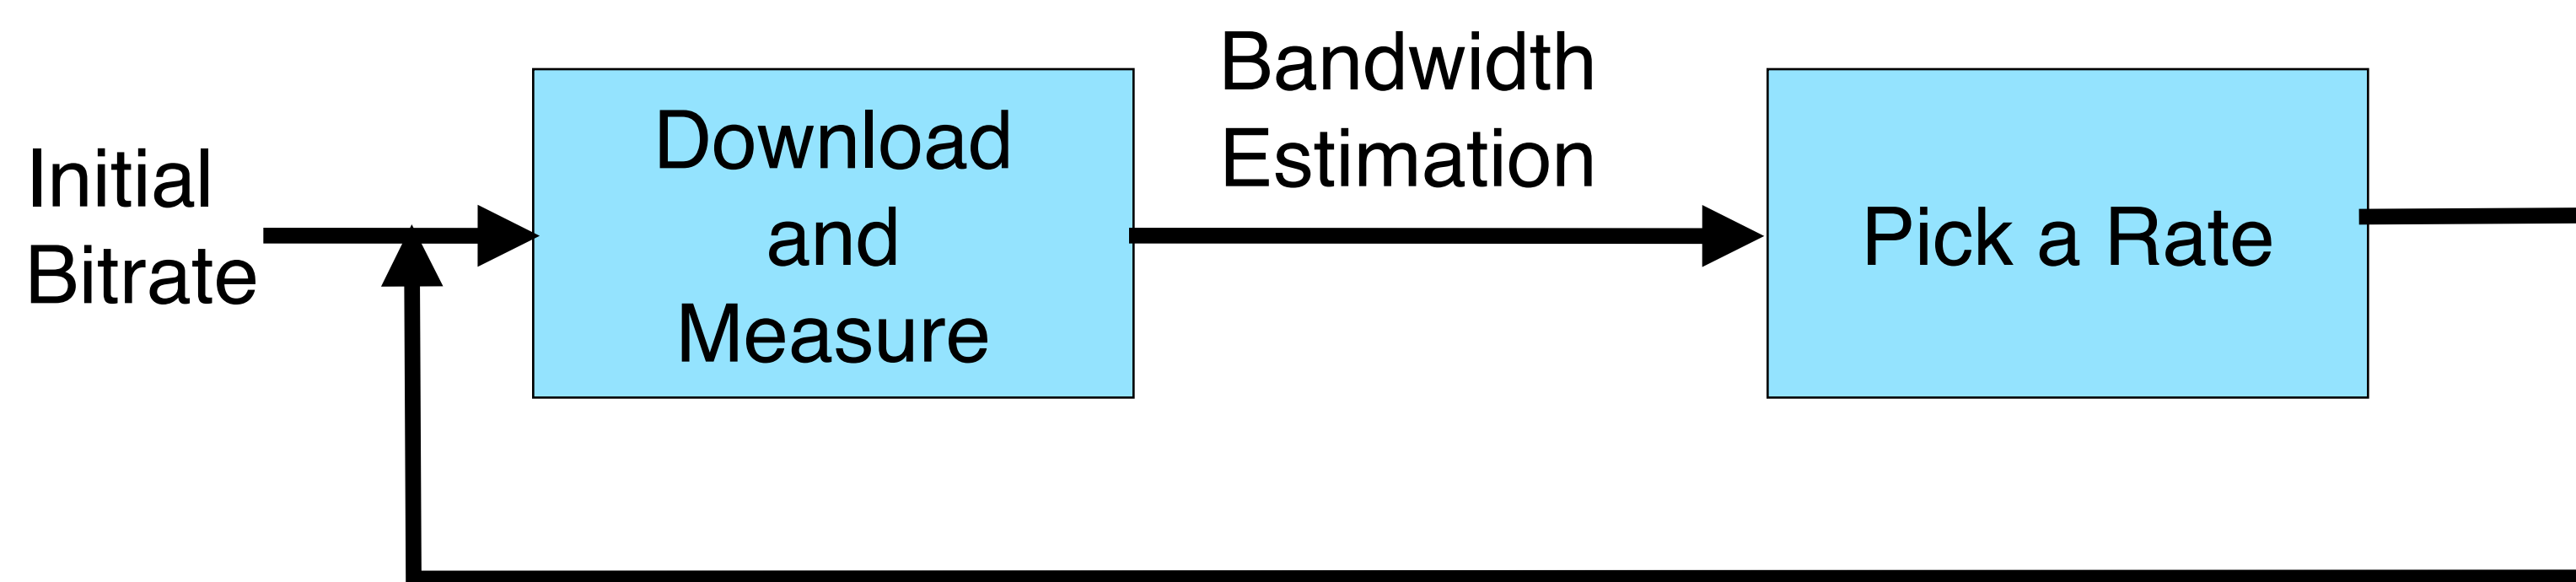 Initial
Bitrate
Download
and
Measure
Bandwidth
Estimation
Pick a Rate